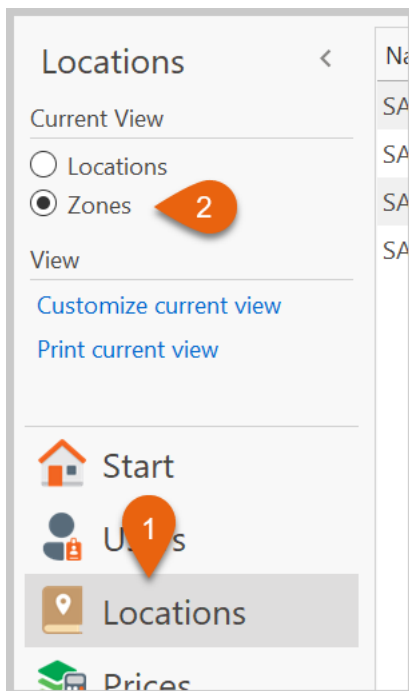 Locations <
Current View
Locations
Zones
2
View
Customize current view
Print current view
Start
1
Locations
Prices
SA
SA
SA
SA